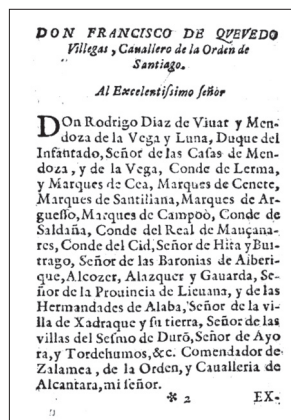 DON FRANCISCO DE QVEVEDO
Villegas, Cauallero de la Orden de
Santiago.
Al Excelentissimo señor
DOn Rodrigo Diaz de Viuar y Men-
doza de la Vega y Luna, Duque del
Infantado, Señor de las Casas de Men-
doza, y de la Vega, Conde de Lerma,
y Marques de Cea, Marques de Cenete,
Marques de Santillana, Marques de Ar-
guesso, Marques de Campoò, Conde de
Saldaña, Conde del Real de Mançana-
res, Conde del Cid, Señor de Hita y Bui-
trago, Señor de las Baronias de Alberi-
que, Alcozer, Alazquer y Gauarda, Se-
ñor de la Prouincia de Lieuana, y de las
Hermandades de Alaba, Señor de la vi-
lla de Xadraque y su tierra, Señor de las
villas del Sesmo de Durõ, Señor de Ayo
ra, y Tordehumos, &c. Comendador de
Zalamea, de la Orden, y Caualleria de
Alcantara, mi señor.
* 2 EX-